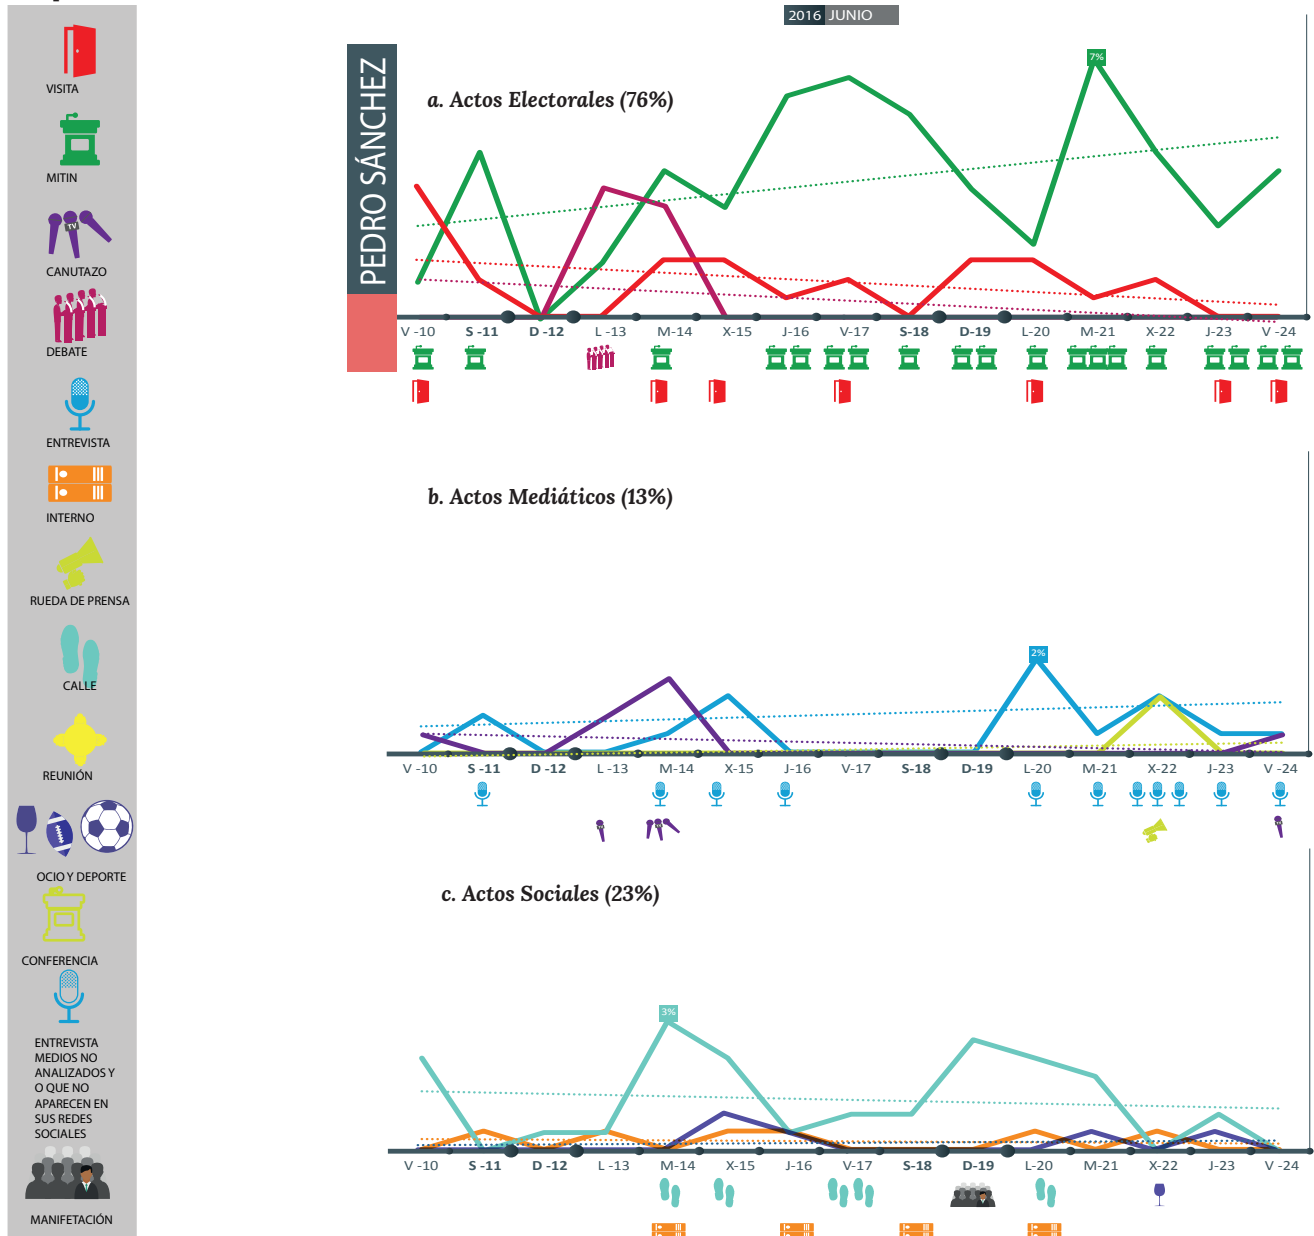 VISITA
MITIN
TV
CANUTAZO
DEBATE
ENTREVISTA
INTERNO
RUEDA DE PRENSA
CALLE
REUNIÓN
OCIO Y DEPORTE
CONFERENCIA
ENTREVISTA
MEDIOS NO
ANALIZADOS Y
O QUE NO
APARECEN EN
SUS REDES
SOCIALES
MANIFETACIÓN
2016 JUNIO
PEDRO SÁNCHEZ
a. Actos Electorales (76%)
7%
V -10 S -11 D -12 L -13 M-14 X-15 J-16 V-17 S-18 D-19 L-20 M-21 X-22 J-23 V -24
b. Actos Mediáticos (13%)
2%
V -10 S -11 D -12 L -13 M-14 X-15 J-16 V-17 S-18 D-19 L-20 M-21 X-22 J-23 V -24
c. Actos Sociales (23%)
3%
V -10 S -11 D -12 L -13 M-14 X-15 J-16 V-17 S-18 D-19 L-20 M-21 X-22 J-23 V -24